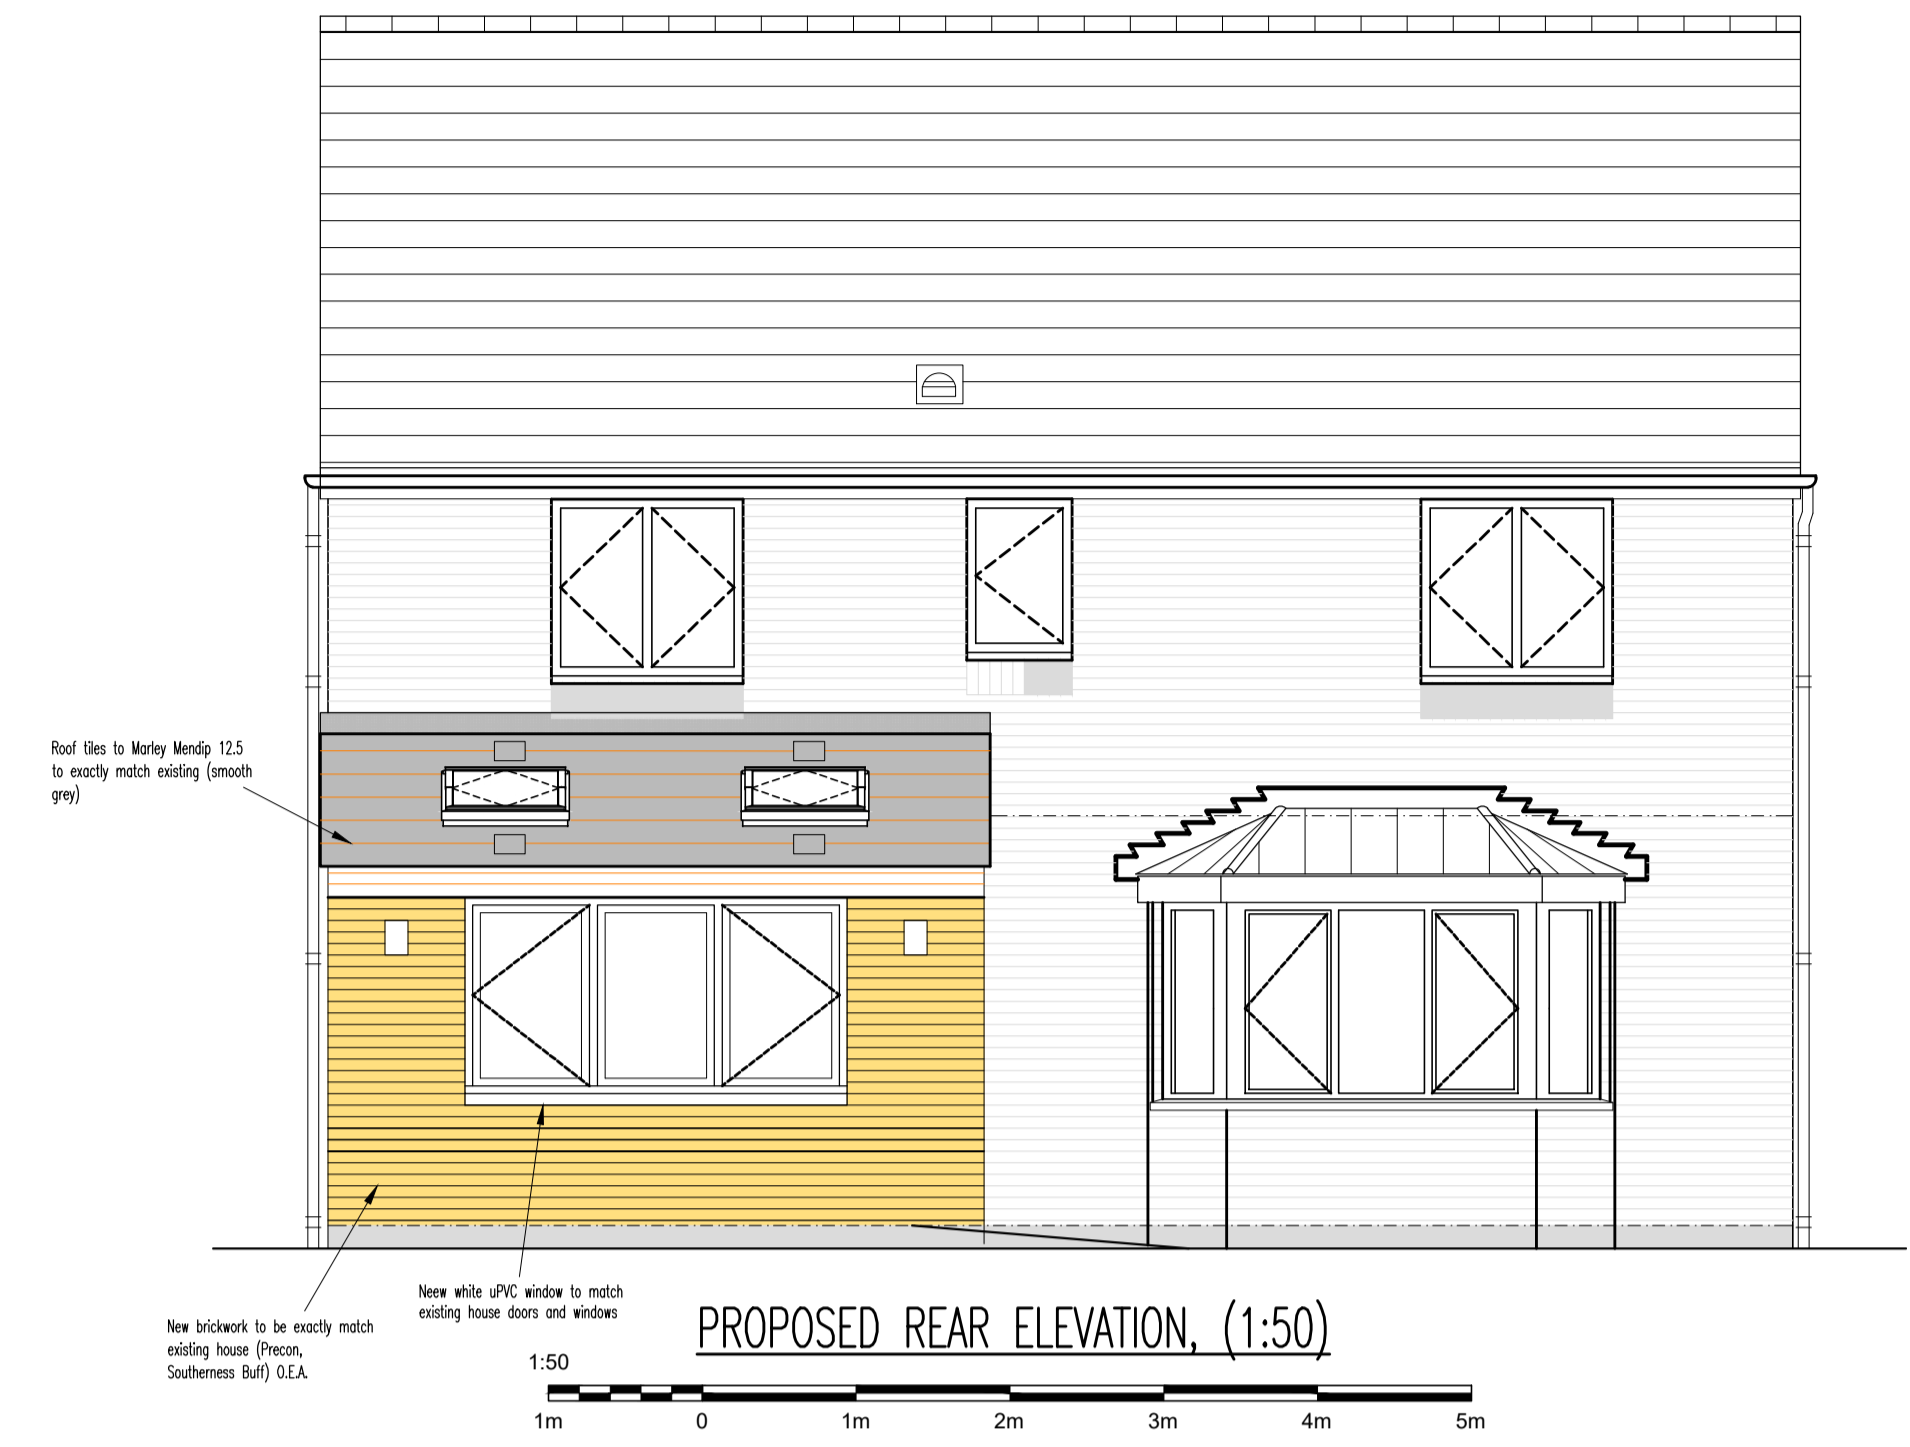 Roof tiles to Marley Mendip 12.5
to exactly match existing (smooth
grey)
Neew white uPVC window to match
existing house doors and windows
New brickwork to be exactly match
existing house (Precon,
Southerness Buff) O.E.A.
PROPOSED REAR ELEVATION, (1:50)
1:50
1m 0 1m 2m 3m 4m 5m